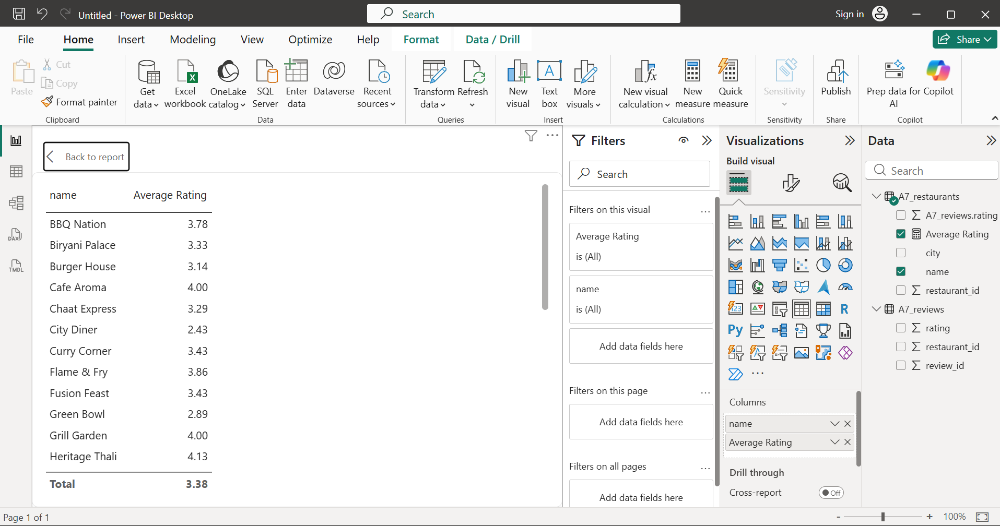 Untitled - Power BI Desktop
Search
Sign in
File
Home
Insert
Modeling
View
Optimize
Help
Format
Data / Drill
Share
Paste
Cut
Copy
Format painter
Clipboard
Get data
Excel workbook
OneLake catalog
SQL Server
Enter data
Dataverse
Recent sources
Data
Transform data
Refresh
Queries
New visual
Text box
More visuals
Insert
New visual calculation
New measure
Quick measure
Calculations
Sensitivity
Sensitivity
Publish
Share
Prep data for AI
Copilot
Copilot
DAX
TMDL
Back to report
name Average Rating
BBQ Nation 3.78
Biryani Palace 3.33
Burger House 3.14
Cafe Aroma 4.00
Chaat Express 3.29
City Diner 2.43
Curry Corner 3.43
Flame & Fry 3.86
Fusion Feast 3.43
Green Bowl 2.89
Grill Garden 4.00
Heritage Thali 4.13
Total 3.38
Filters
Search
Filters on this visual
Average Rating
is (All)
name
is (All)
Add data fields here
Filters on this page
Add data fields here
Filters on all pages
Add data fields here
Visualizations
Build visual
123
R
Py
Columns
name
Average Rating
Drill through
Cross-report
Off
Data
Search
A7_restaurants
A7_reviews.rating
Average Rating
city
name
restaurant_id
A7_reviews
rating
restaurant_id
review_id
Page 1 of 1
- + 100%